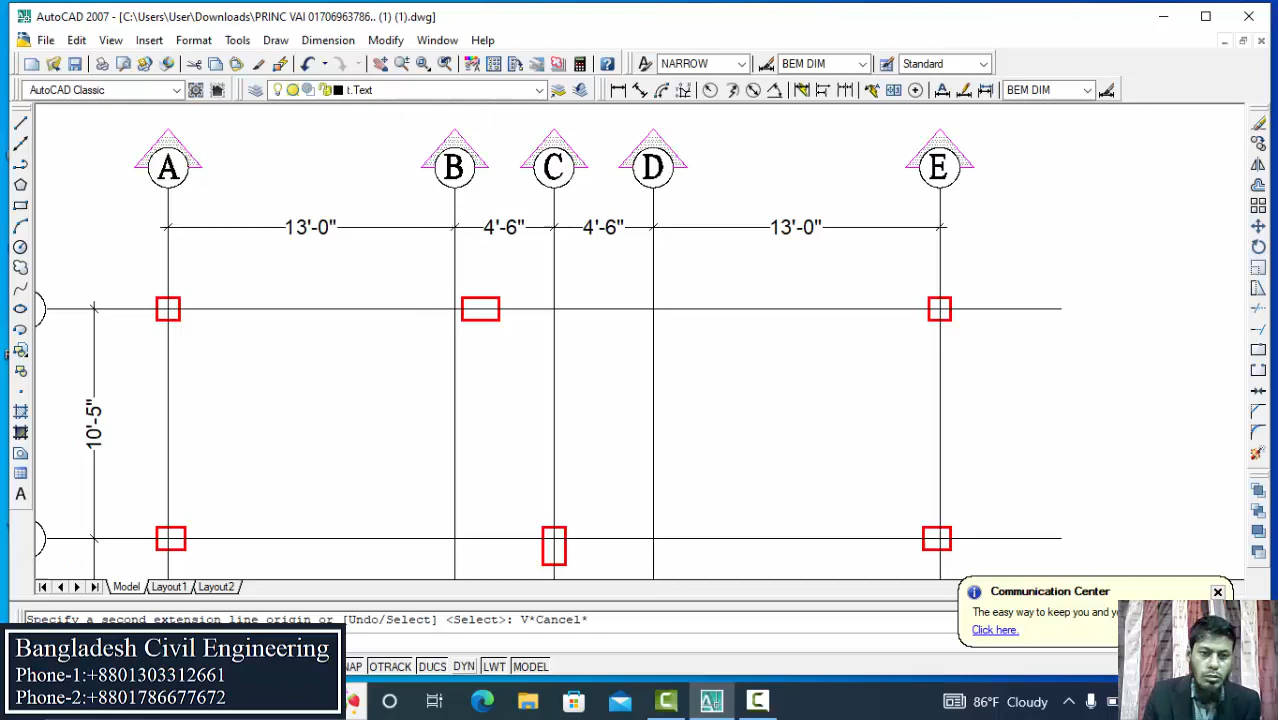 AutoCAD 2007 - [C:\Users\User\Downloads\PRINC VAI 01706963786.. (1) (1).dwg]
File Edit View Insert Format Tools Draw Dimension Modify Window Help
NARROW BEM DIM Standard
AutoCAD Classic t.Text BEM DIM
A B C D E
13'-0" 4'-6" 4'-6" 13'-0"
10'-5"
A
Model Layout1 Layout2
Communication Center
The easy way to keep you and
Click here.
Specify a second extension line origin or [Undo/Select] <Select>: V*Cancel*
OTRACK DUCS DYN LWT MODEL
Bangladesh Civil Engineering
Phone-1:+8801303312661
Phone-2:+8801786677672
86°F Cloudy